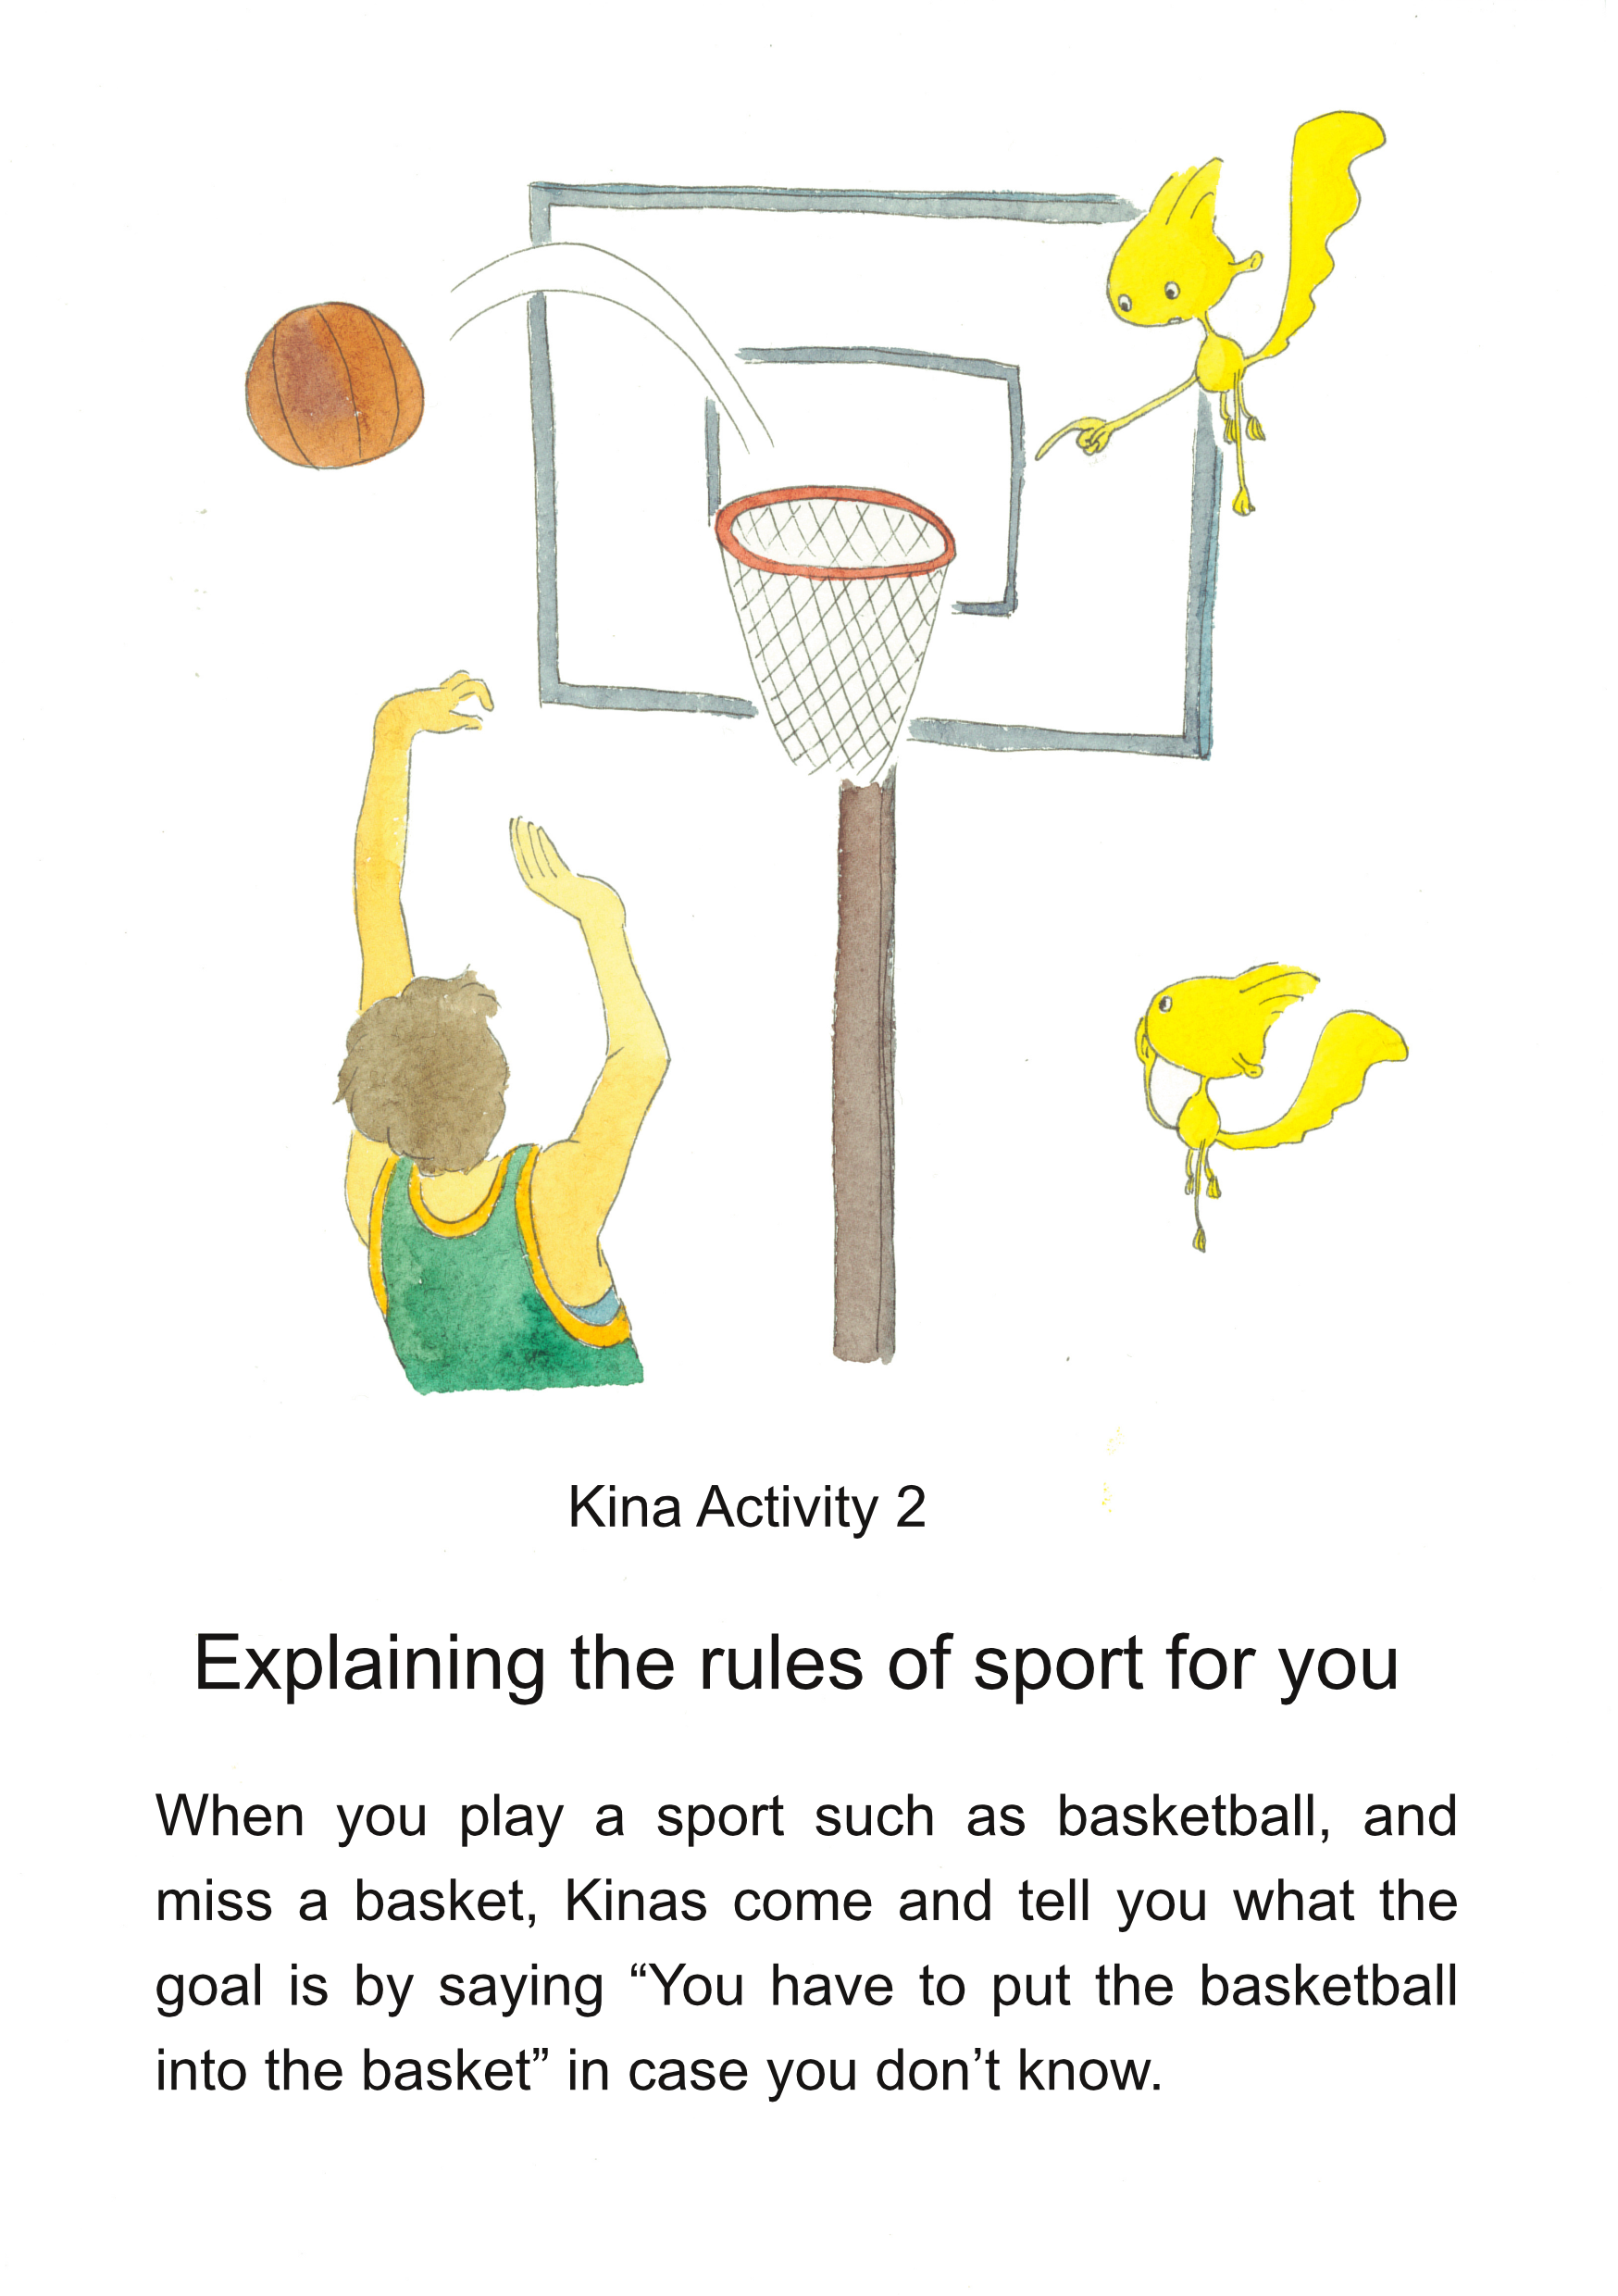 Kina Activity 2
Explaining the rules of sport for you
When you play a sport such as basketball, and
miss a basket, Kinas come and tell you what the
goal is by saying “You have to put the basketball
into the basket” in case you don’t know.